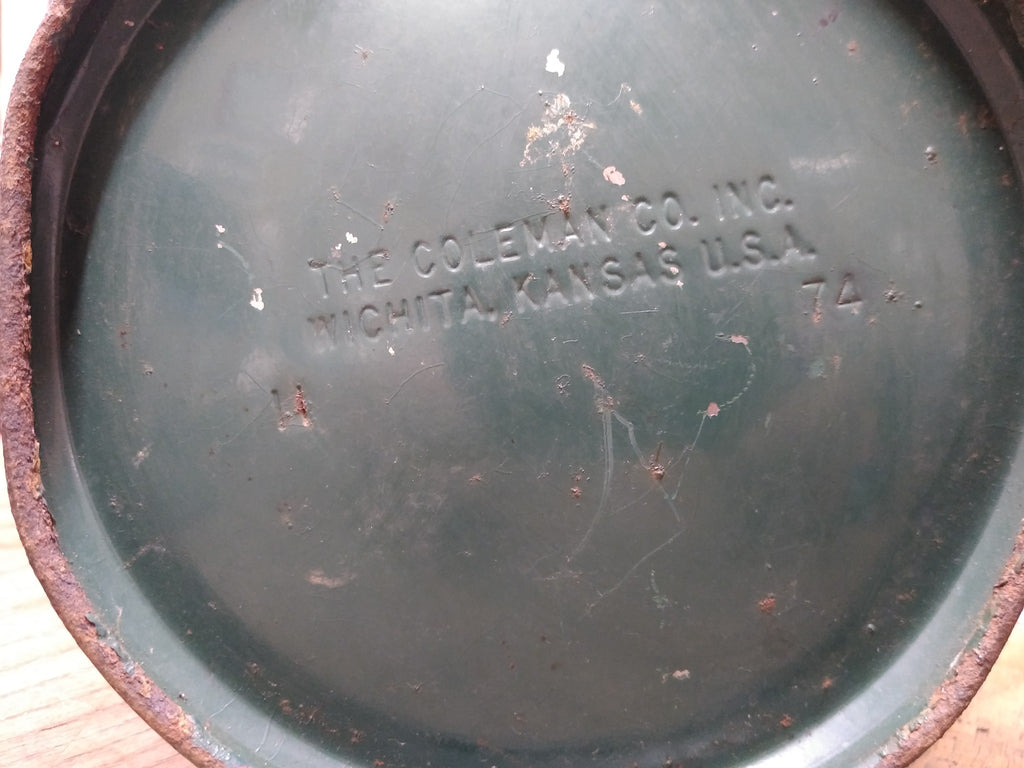 THE COLEMAN CO. INC.
WICHITA, KANSAS U.S.A.
74